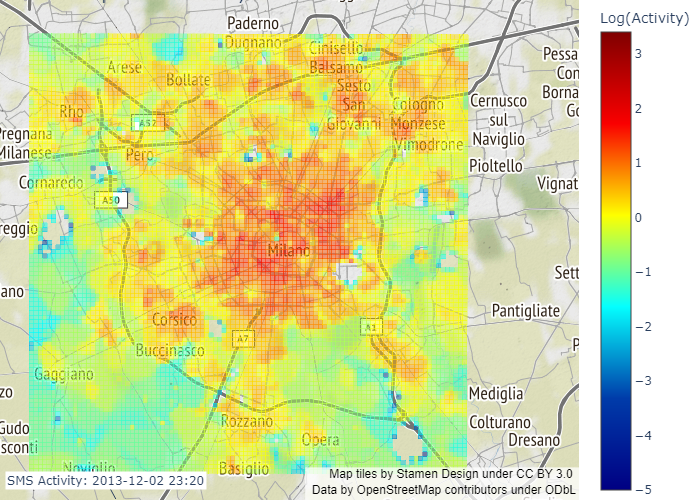 Paderno
Dugnano
Cinisello
Balsamo
Log(Activity)
Arese
Bollate
Sesto
San
Giovanni
Pessa
Con
Borna
Go
Rho
A52
Cologno
Monzese
Cernusco
sul
Naviglio
Pregnana
Milanese
Pero
Vimodrone
Pioltello
Cornaredo
A50
Vignat
reggio
Milano
ano
Sett
Corsico
A7
A1
Pantigliate
Buccinasco
P
Gaggiano
zo
Mediglia
Rozzano
Colturano
Gudo
sconti
Opera
Dresano
Noviglio
Basiglio
SMS Activity: 2013-12-02 23:20
Map tiles by Stamen Design under CC BY 3.0
Data by OpenStreetMap contributors under ODbL
3
2
1
0
−1
−2
−3
−4
−5